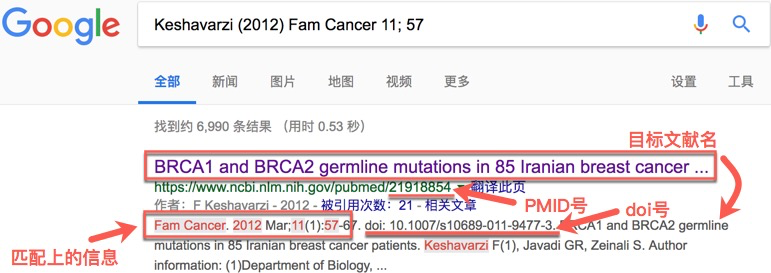 Google
Keshavarzi (2012) Fam Cancer 11; 57
全部 新闻 图片 地图 视频 更多 设置 工具
找到约 6,990 条结果 （用时 0.53 秒）
目标文献名
BRCA1 and BRCA2 germline mutations in 85 Iranian breast cancer ...
https://www.ncbi.nlm.nih.gov/pubmed/21918854 翻译此页
PMID号
doi号
作者：F Keshavarzi - 2012 - 被引用次数：21 - 相关文章
Fam Cancer. 2012 Mar;11(1):57-67. doi: 10.1007/s10689-011-9477-3. BRCA1 and BRCA2 germline
mutations in 85 Iranian breast cancer patients. Keshavarzi F(1), Javadi GR, Zeinali S. Author
information: (1)Department of Biology, ...
匹配上的信息